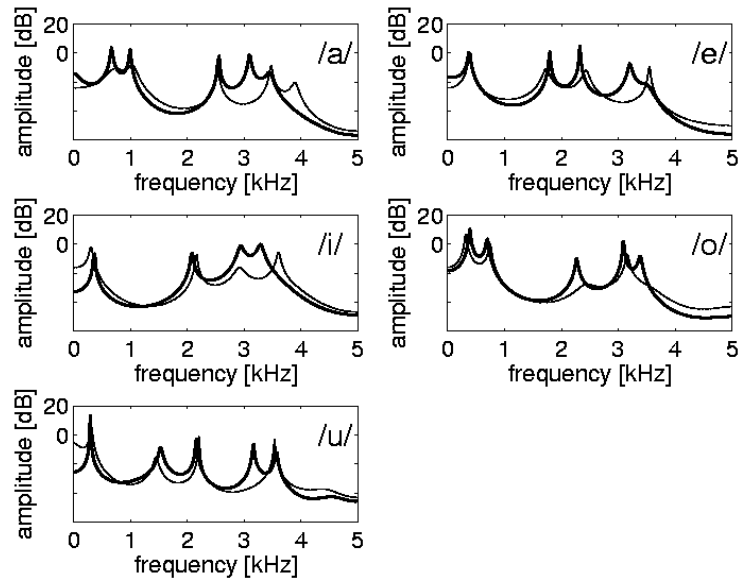 amplitude [dB]
20
0
/a/
0 1 2 3 4 5
frequency [kHz]
amplitude [dB]
20
0
/e/
0 1 2 3 4 5
frequency [kHz]
amplitude [dB]
20
0
/i/
0 1 2 3 4 5
frequency [kHz]
amplitude [dB]
20
0
/o/
0 1 2 3 4 5
frequency [kHz]
amplitude [dB]
20
0
/u/
0 1 2 3 4 5
frequency [kHz]